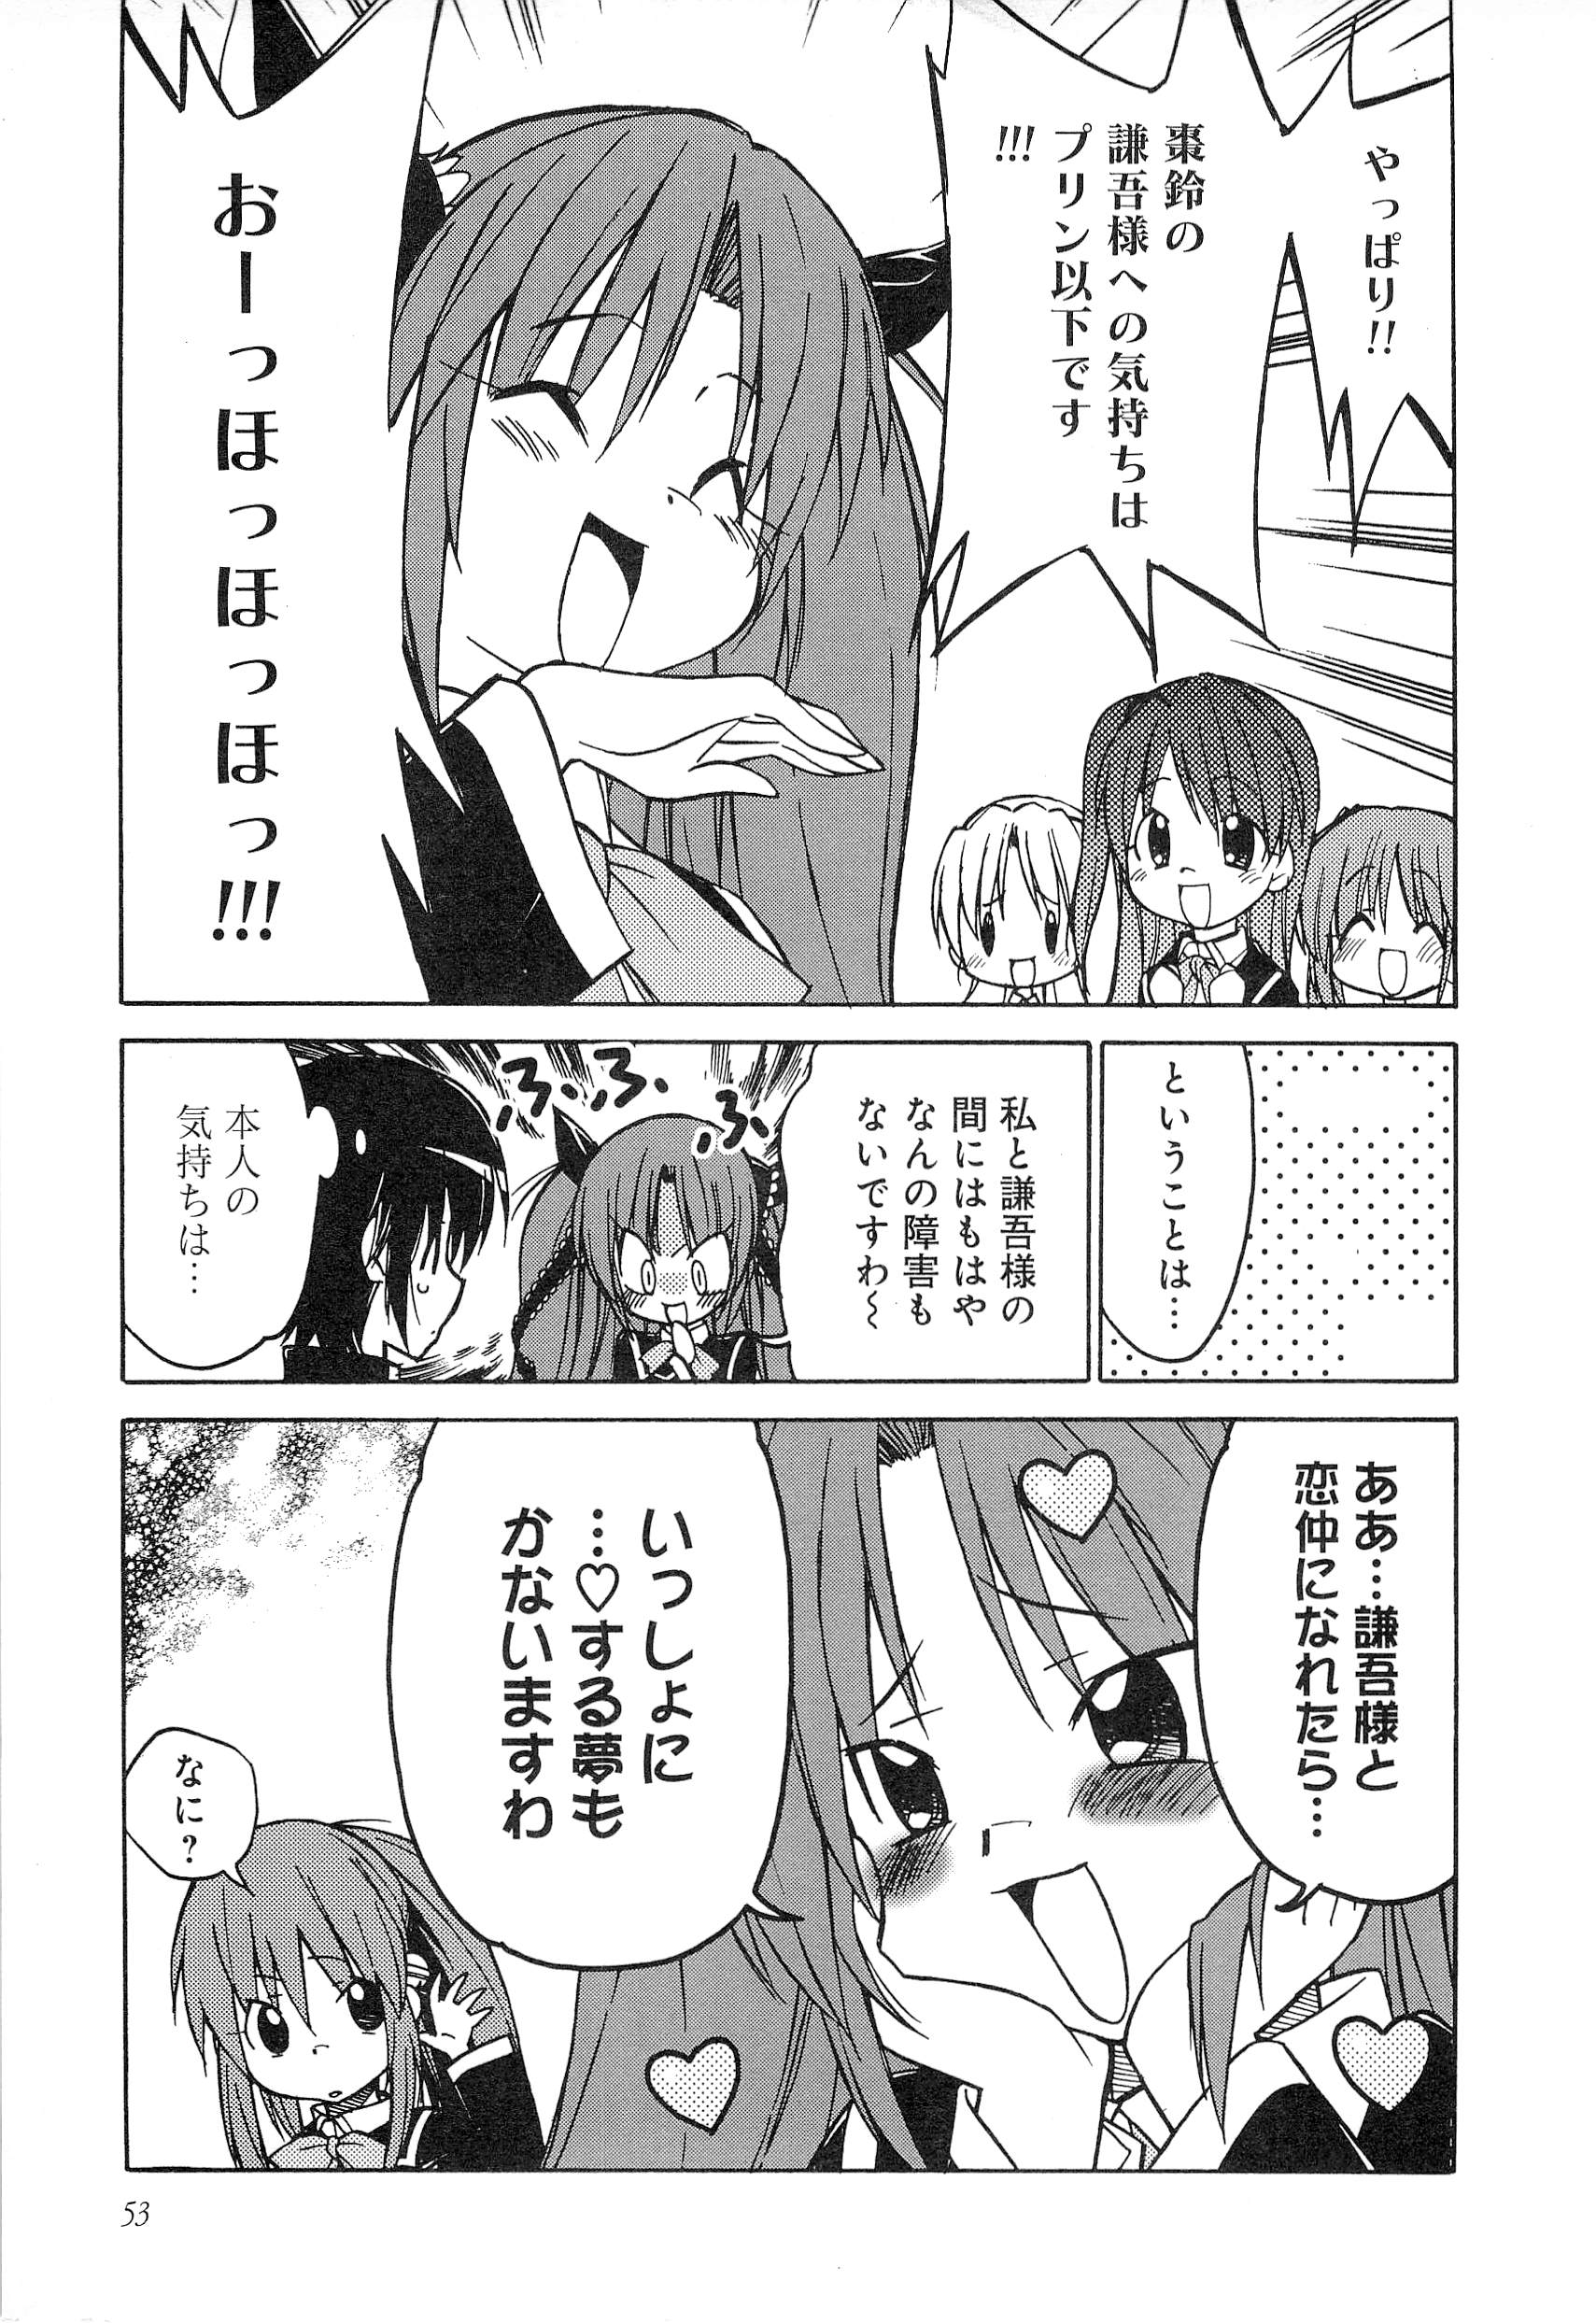 やっぱり!!
棗鈴の
謙吾様への気持ちは
プリン以下です
!!!
おーっほっほっほっ!!!
ということは…
私と謙吾様の
間にはもはや
なんの障害も
ないですわ～
ふふふ
本人の
気持ちは…
ああ…謙吾様と
恋仲になれたら…
いっしょに
…♡する夢も
かないますわ
なに?
53